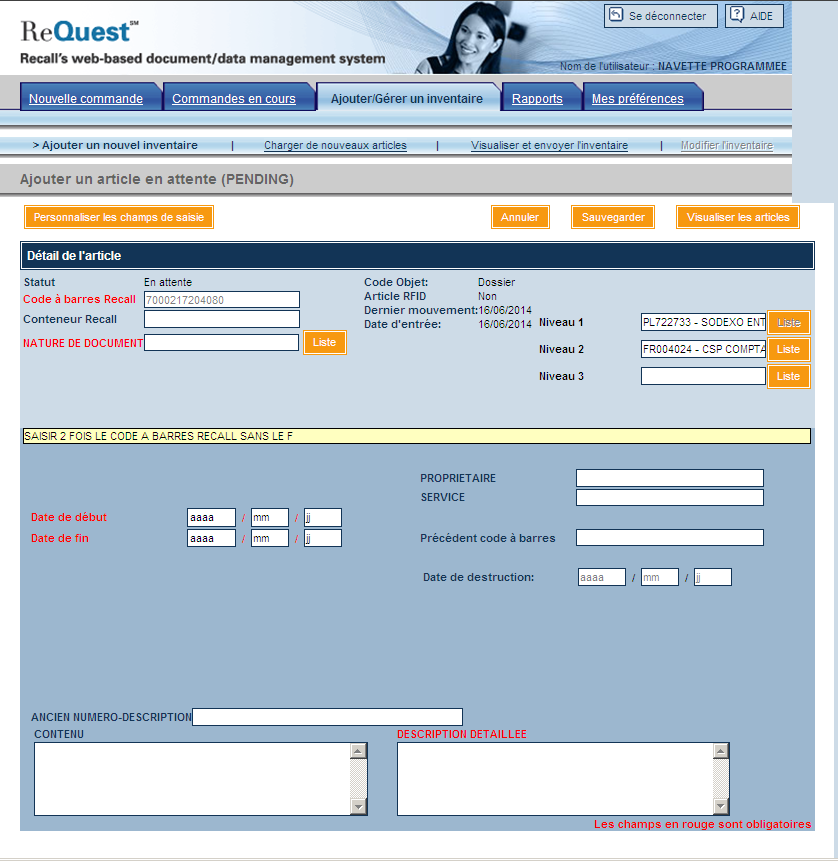 ReQuest SM
Recall's web-based document/data management system
Se déconnecter
AIDE
Nom de l'utilisateur : NAVETTE PROGRAMMEE
Nouvelle commande
Commandes en cours
Ajouter/Gérer un inventaire
Rapports
Mes préférences
> Ajouter un nouvel inventaire | Charger de nouveaux articles | Visualiser et envoyer l'inventaire | Modifier l'inventaire
Ajouter un article en attente (PENDING)
Personnaliser les champs de saisie
Annuler
Sauvegarder
Visualiser les articles
Détail de l'article
Statut En attente
Code à barres Recall 7000217204080
Conteneur Recall
NATURE DE DOCUMENT Liste
Code Objet: Dossier
Article RFID Non
Dernier mouvement:16/06/2014
Date d'entrée: 16/06/2014
Niveau 1 PL722733 - SODEXO ENT Liste
Niveau 2 FR004024 - CSP COMPTA Liste
Niveau 3 Liste
SAISIR 2 FOIS LE CODE A BARRES RECALL SANS LE F
PROPRIETAIRE
SERVICE
Date de début aaaa / mm / jj
Date de fin aaaa / mm / jj
Précédent code à barres
Date de destruction: aaaa / mm / jj
ANCIEN NUMERO-DESCRIPTION
CONTENU
DESCRIPTION DETAILLEE
Les champs en rouge sont obligatoires